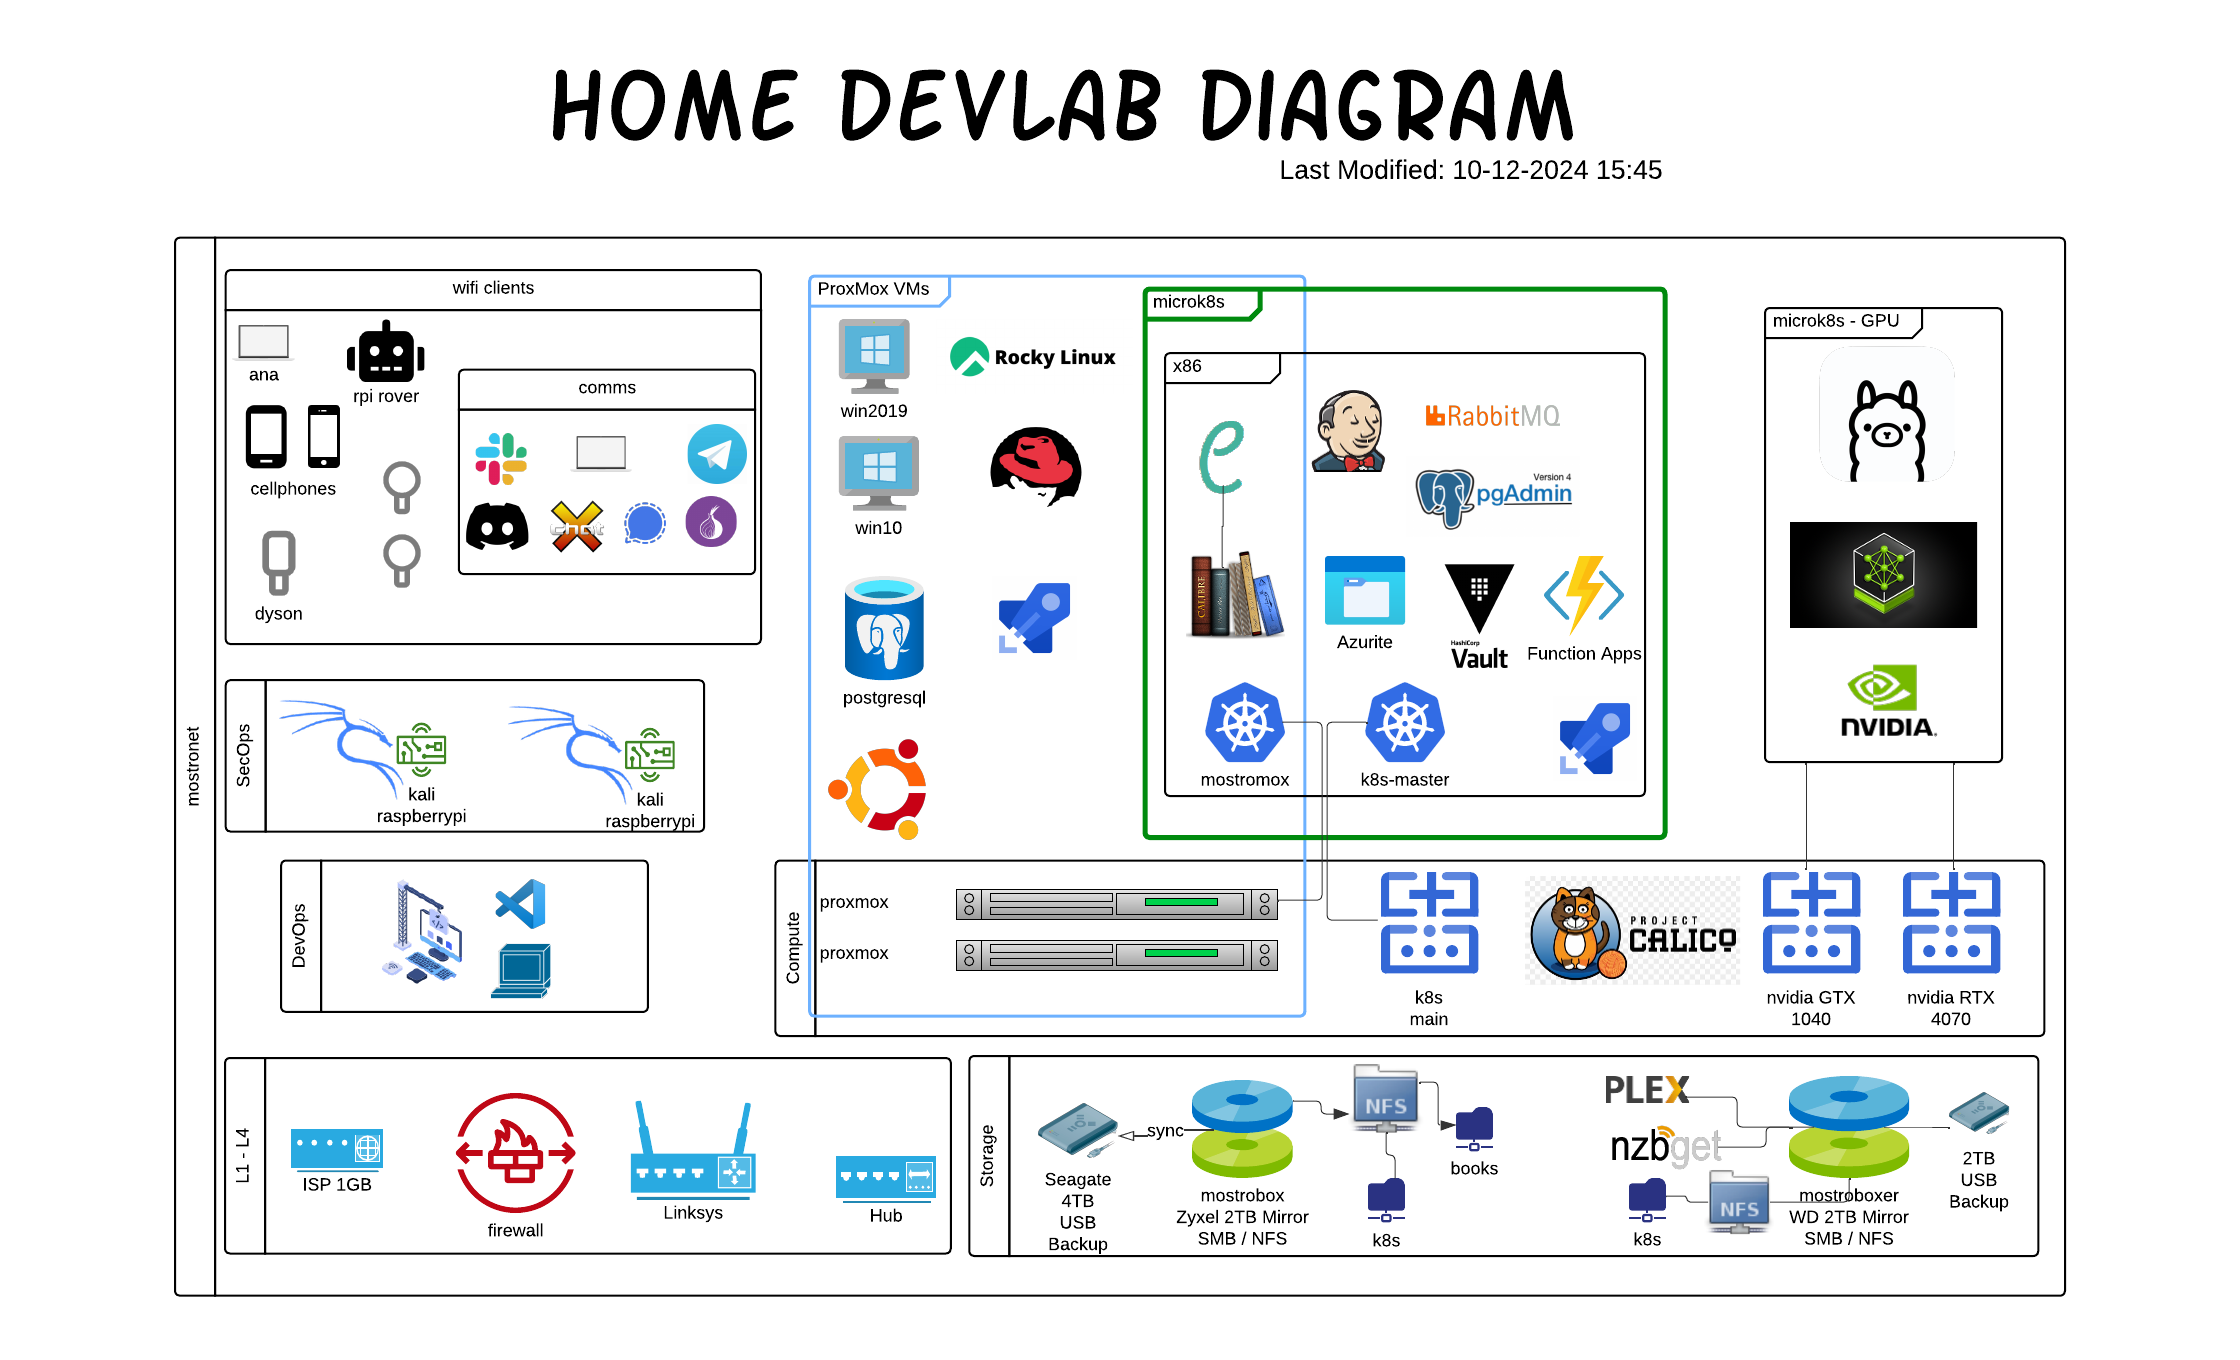 HOME DEVLAB DIAGRAM
Last Modified: 10-12-2024 15:45
mostronet
wifi clients
ana
rpi rover
cellphones
dyson
comms
chat
SecOps
kali
raspberrypi
kali
raspberrypi
DevOps
L1 - L4
ISP 1GB
firewall
Linksys
Hub
ProxMox VMs
win2019
Rocky Linux
win10
postgresql
microk8s
x86
RabbitMQ
Version 4
pgAdmin
CALIBRE
Azurite
HashiCorp
Vault
Function Apps
mostromox
k8s-master
microk8s - GPU
NVIDIA.
Compute
proxmox
proxmox
k8s
main
PROJECT
CALICO
nvidia GTX
1040
nvidia RTX
4070
Storage
Seagate
4TB
USB
Backup
sync
mostrobox
Zyxel 2TB Mirror
SMB / NFS
NFS
books
k8s
PLEX
nzbget
k8s
NFS
mostroboxer
WD 2TB Mirror
SMB / NFS
2TB
USB
Backup